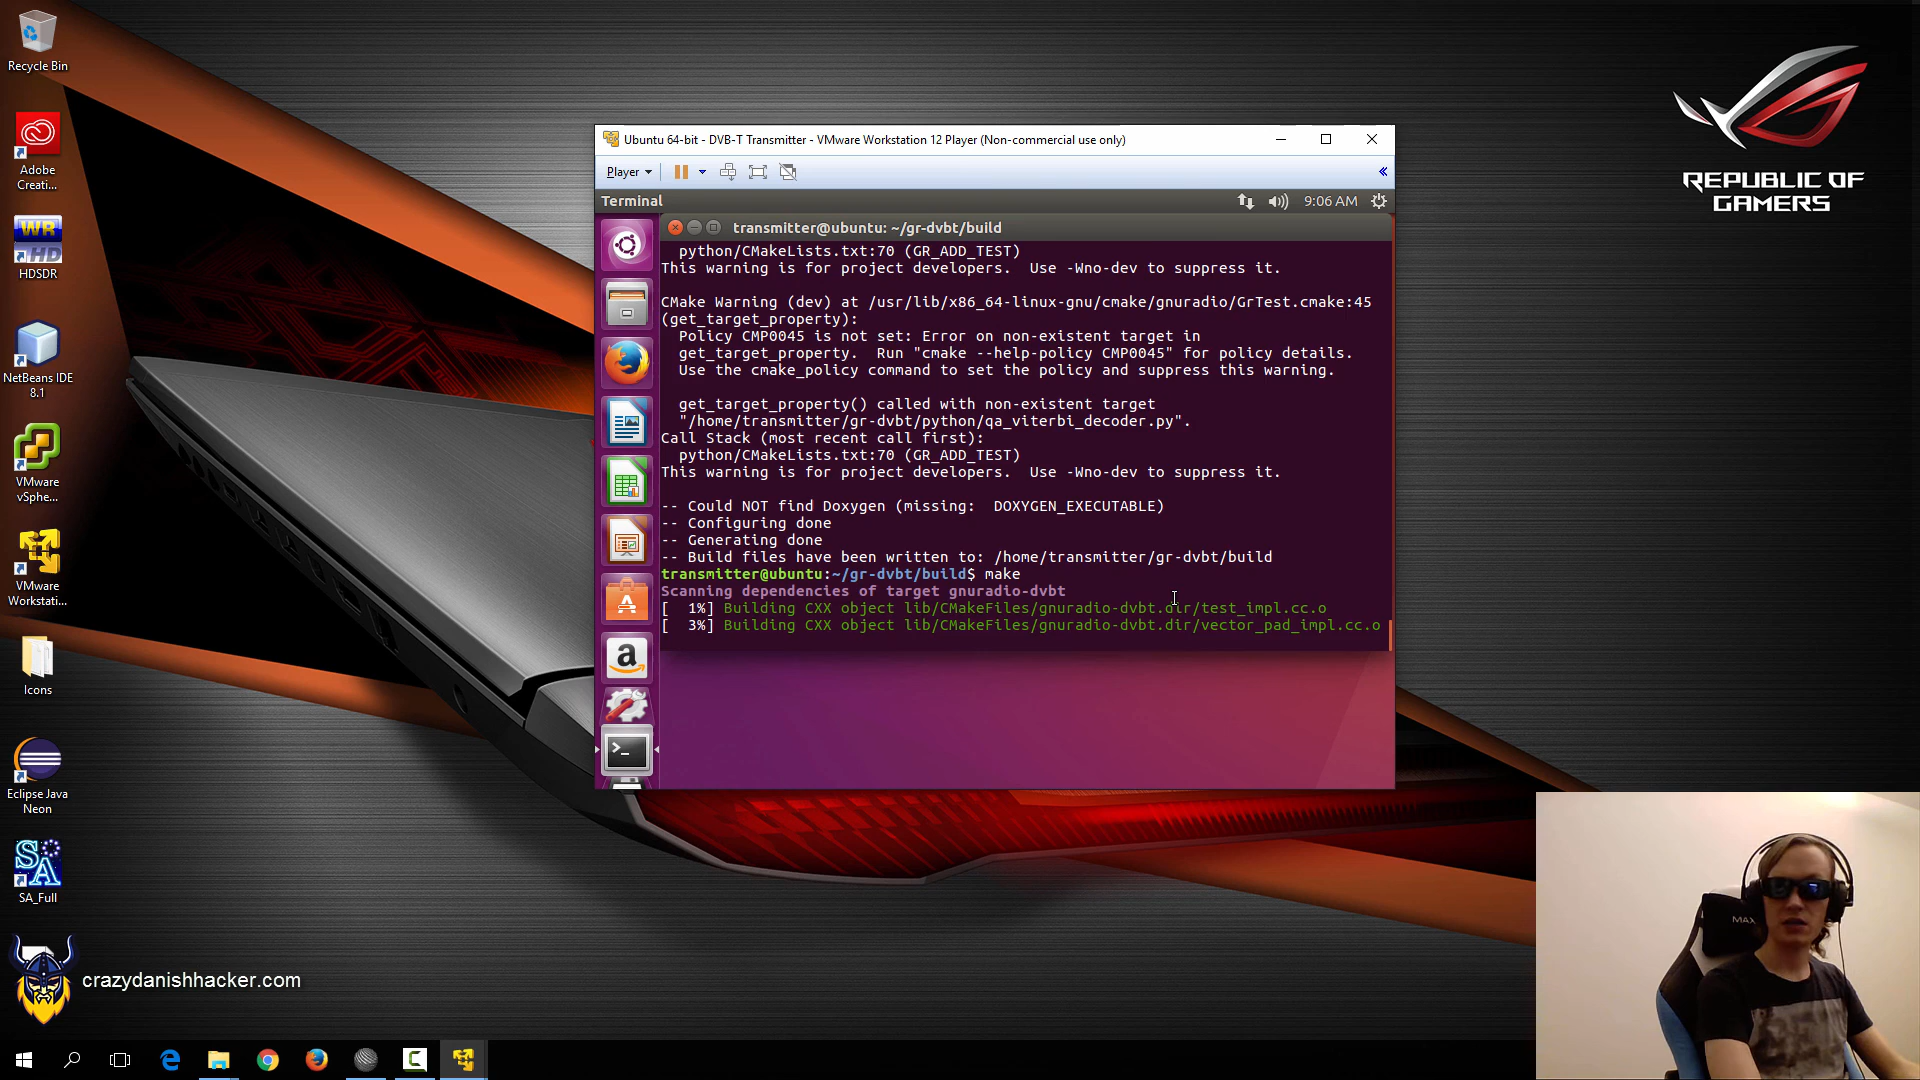 Recycle Bin
Adobe
Creati...
WR
HD
HDSDR
NetBeans IDE
8.1
VMware
vSphe...
VMware
Workstati...
Icons
Eclipse Java
Neon
SA
SA_Full
crazydanishhacker.com
REPUBLIC OF
GAMERS
Ubuntu 64-bit - DVB-T Transmitter - VMware Workstation 12 Player (Non-commercial use only)
Player
Terminal
9:06 AM
transmitter@ubuntu: ~/gr-dvbt/build
python/CMakeLists.txt:70 (GR_ADD_TEST)
This warning is for project developers.  Use -Wno-dev to suppress it.
CMake Warning (dev) at /usr/lib/x86_64-linux-gnu/cmake/gnuradio/GrTest.cmake:45
(get_target_property):
Policy CMP0045 is not set: Error on non-existent target in
get_target_property.  Run "cmake --help-policy CMP0045" for policy details.
Use the cmake_policy command to set the policy and suppress this warning.
get_target_property() called with non-existent target
"/home/transmitter/gr-dvbt/python/qa_viterbi_decoder.py".
Call Stack (most recent call first):
python/CMakeLists.txt:70 (GR_ADD_TEST)
This warning is for project developers.  Use -Wno-dev to suppress it.
-- Could NOT find Doxygen (missing:  DOXYGEN_EXECUTABLE)
-- Configuring done
-- Generating done
-- Build files have been written to: /home/transmitter/gr-dvbt/build
transmitter@ubuntu:~/gr-dvbt/build$ make
Scanning dependencies of target gnuradio-dvbt
[  1%] Building CXX object lib/CMakeFiles/gnuradio-dvbt.dir/test_impl.cc.o
[  3%] Building CXX object lib/CMakeFiles/gnuradio-dvbt.dir/vector_pad_impl.cc.o
MAX